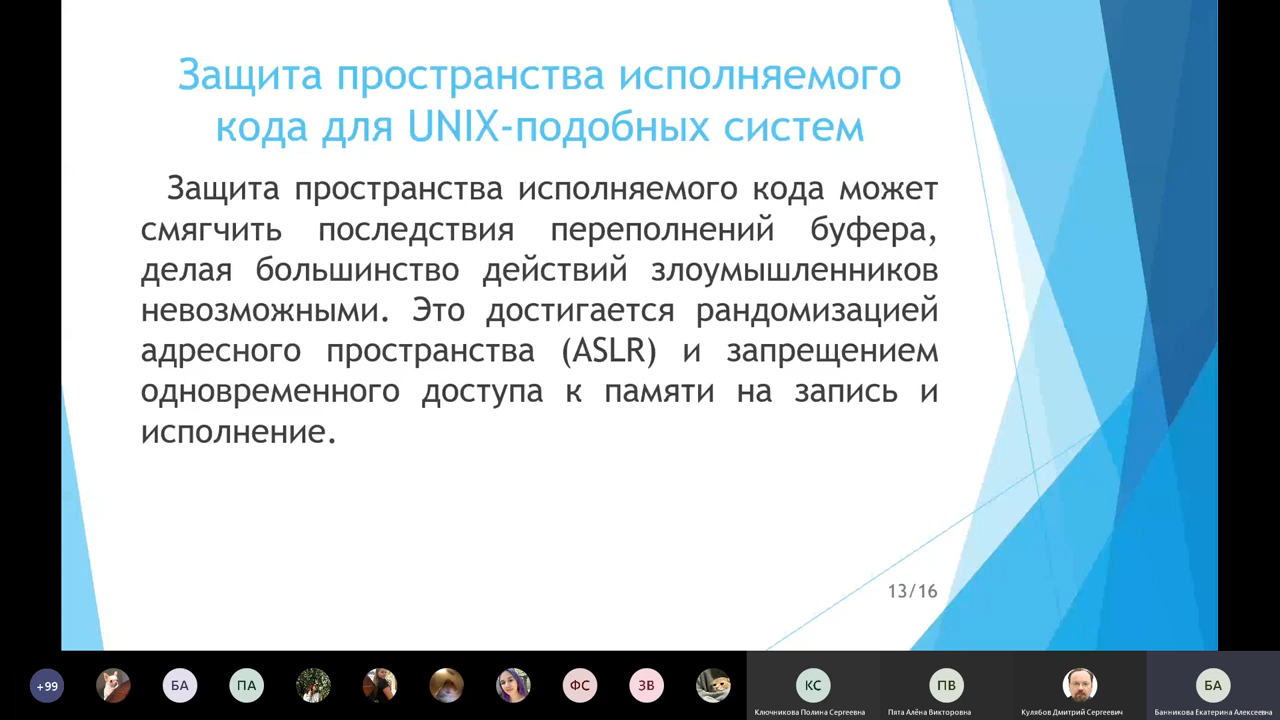 Защита пространства исполняемого
кода для UNIX-подобных систем
Защита пространства исполняемого кода может
смягчить последствия переполнений буфера,
делая большинство действий злоумышленников
невозможными. Это достигается рандомизацией
адресного пространства (ASLR) и запрещением
одновременного доступа к памяти на запись и
исполнение.
13/16
+99
БА
ПА
ФС
ЗВ
КС
ПВ
БА
Ключникова Полина Сергеевна
Пята Алёна Викторовна
Кулябов Дмитрий Сергеевич
Банникова Екатерина Алексеевна